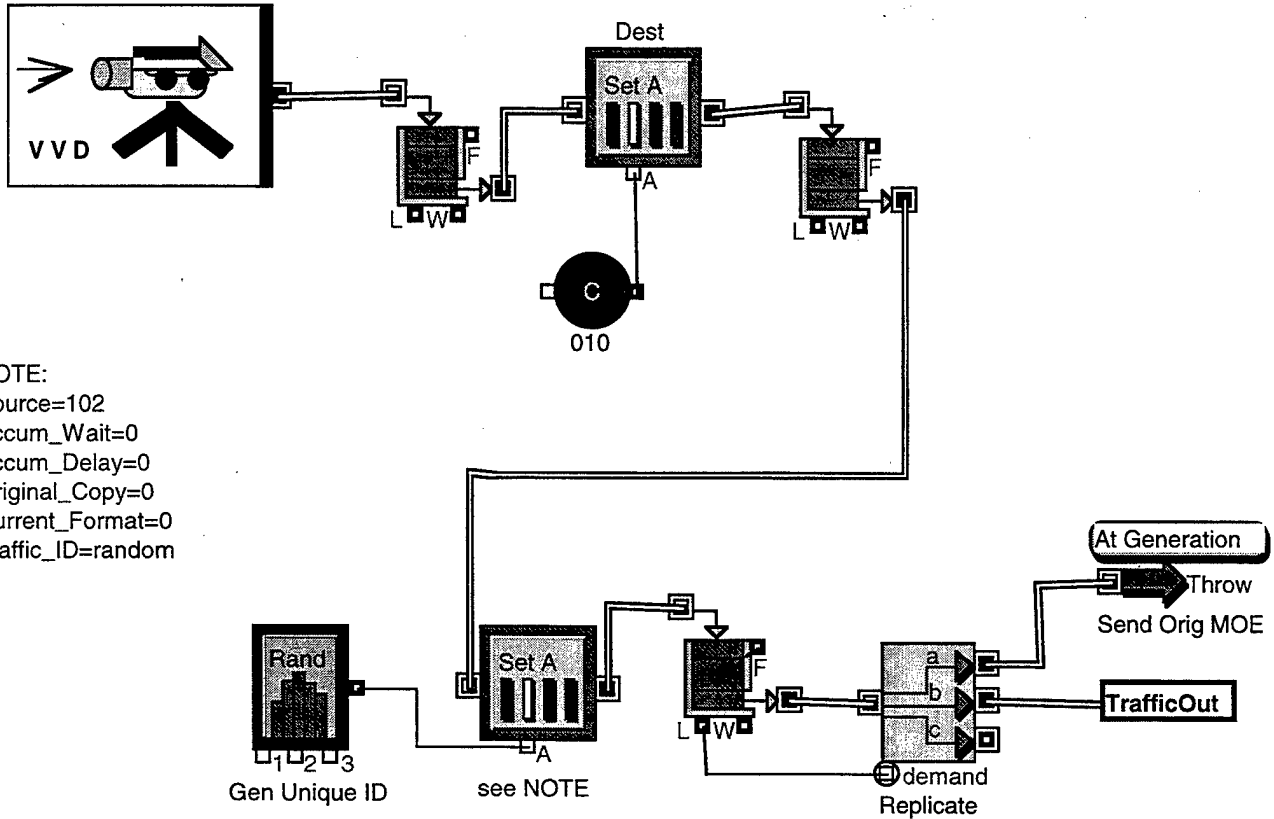 VVD
Dest
Set A
A
F
L W
F
L W
C
010
OTE:
ource=102
ccum_Wait=0
ccum_Delay=0
riginal_Copy=0
urrent_Format=0
affic_ID=random
At Generation
Throw
Send Orig MOE
Rand
1 2 3
Gen Unique ID
Set A
A
see NOTE
F
L W
a
b
c
demand
Replicate
TrafficOut